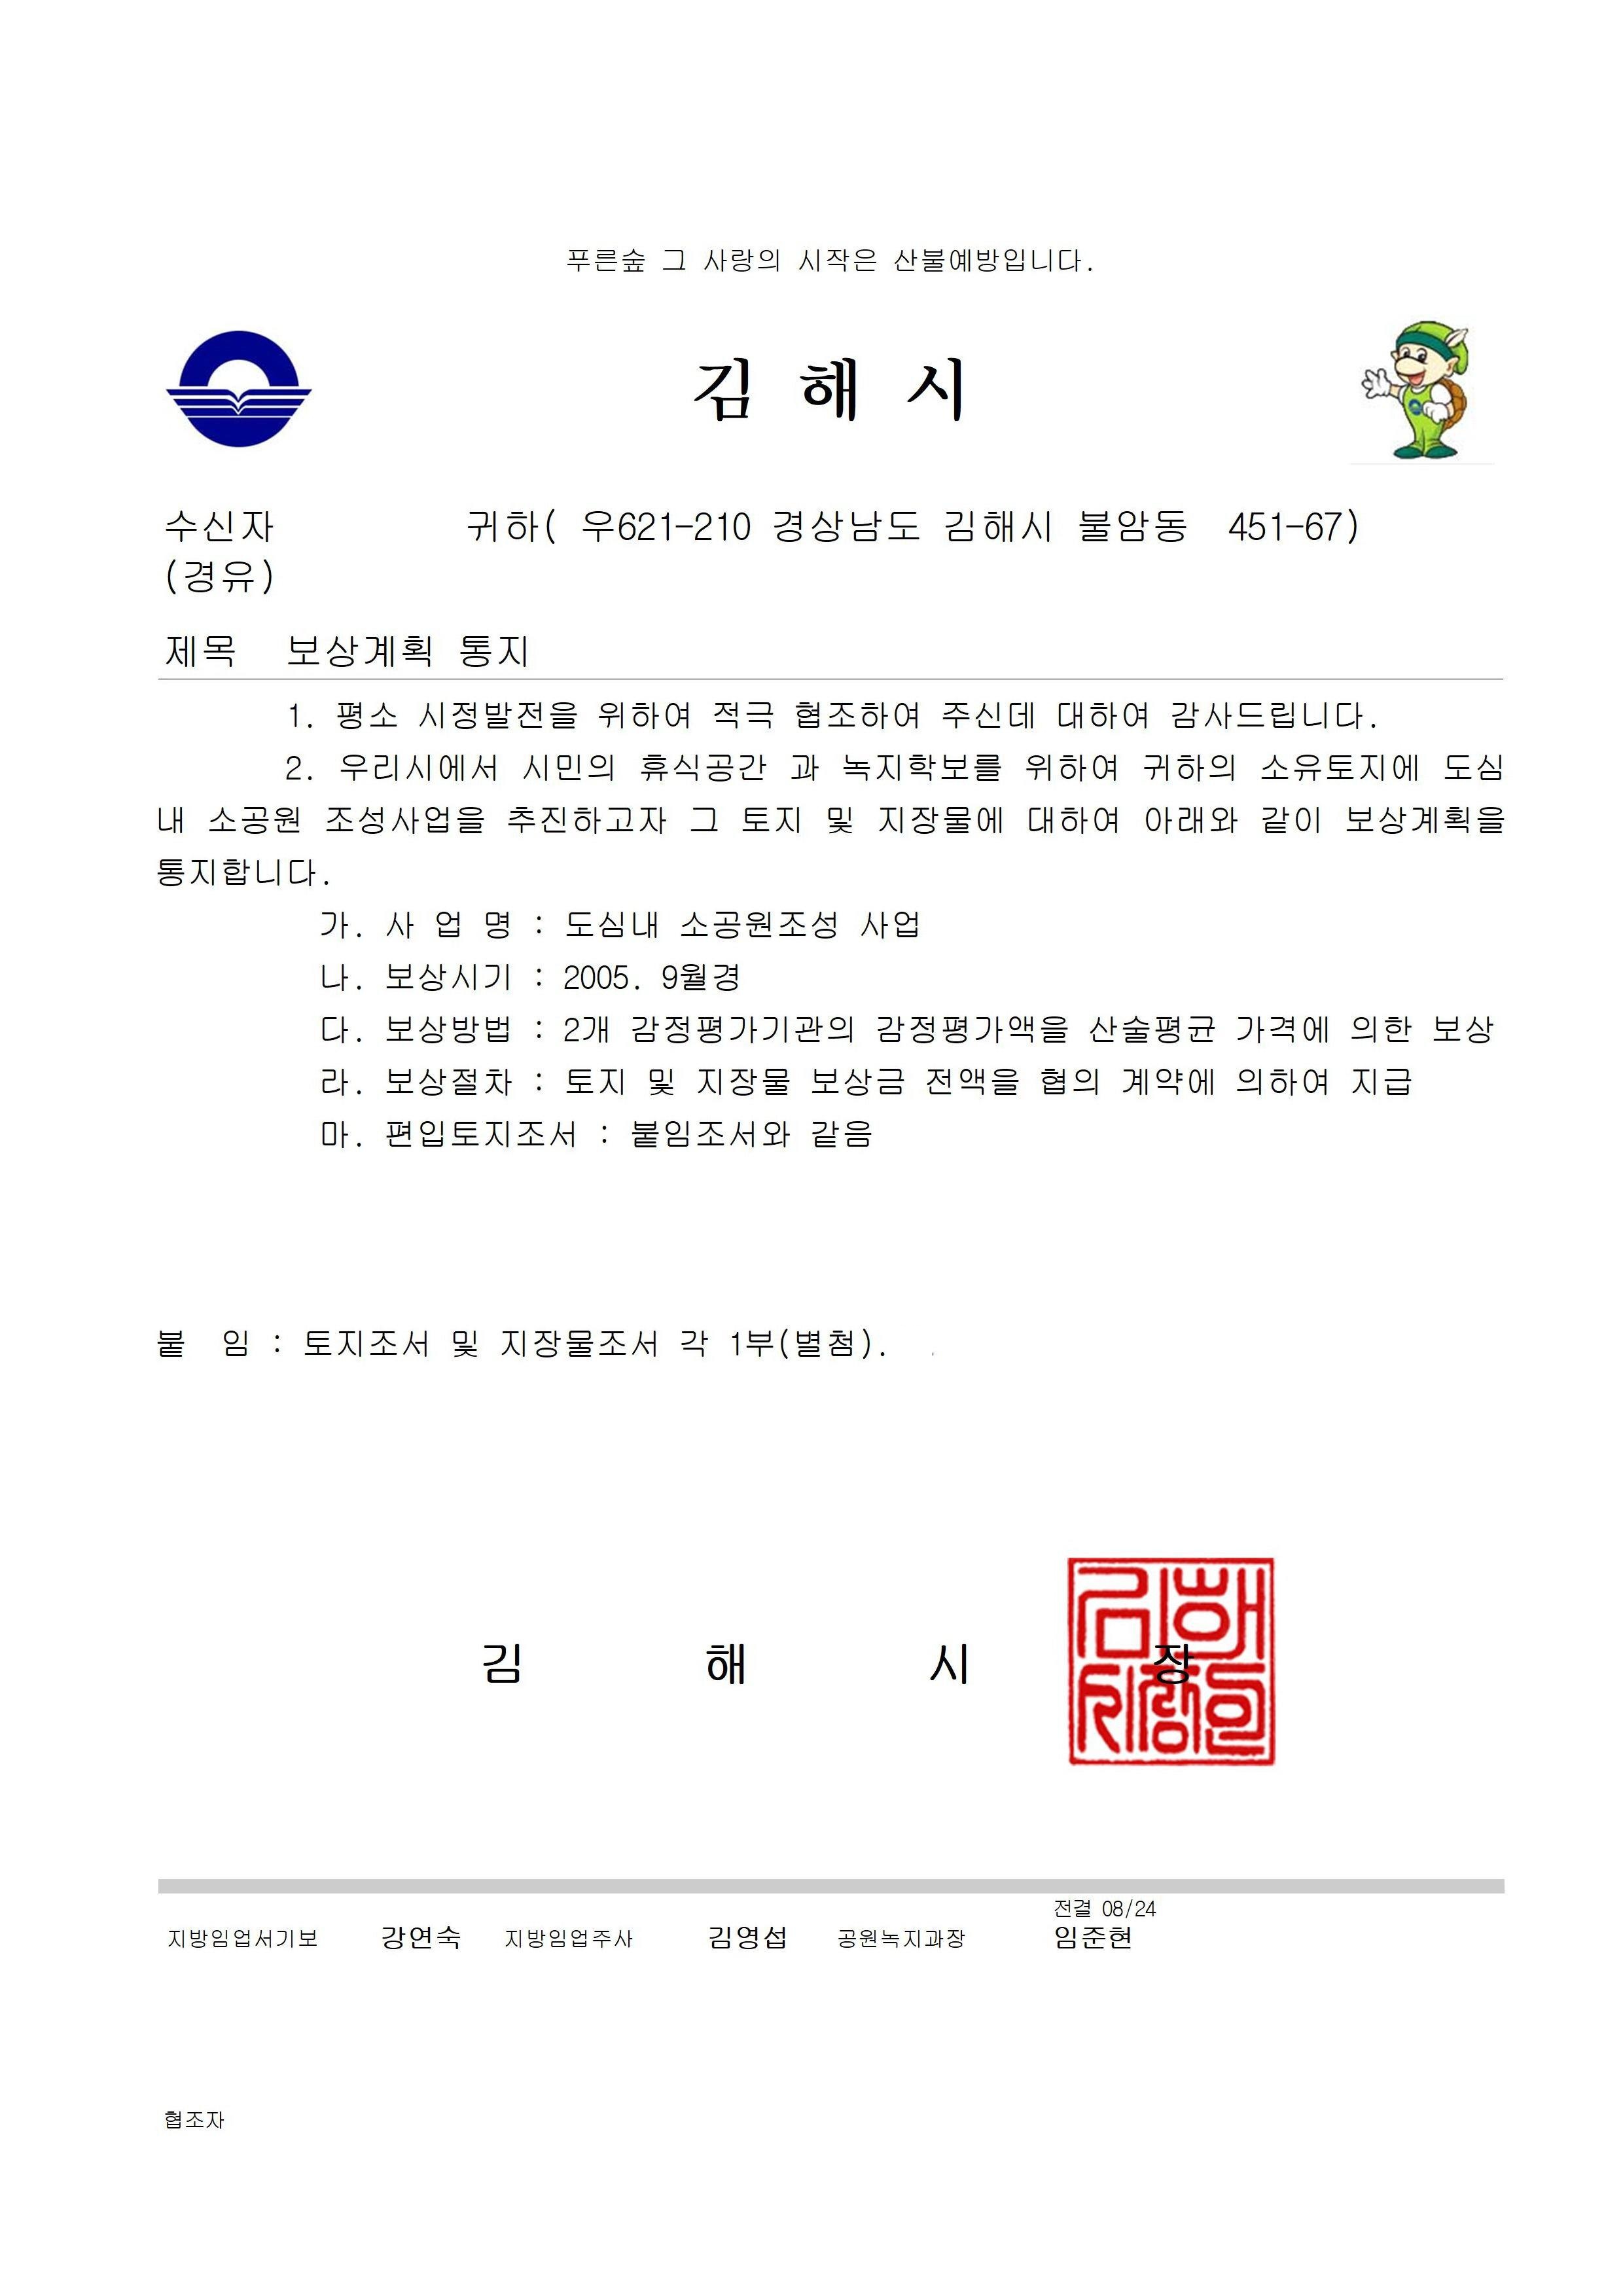 푸른숲 그 사랑의 시작은 산불예방입니다.
김 해 시
수신자 귀하( 우621-210 경상남도 김해시 불암동 451-67)
(경유)
제목 보상계획 통지
1. 평소 시정발전을 위하여 적극 협조하여 주신데 대하여 감사드립니다.
2. 우리시에서 시민의 휴식공간 과 녹지학보를 위하여 귀하의 소유토지에 도심
내 소공원 조성사업을 추진하고자 그 토지 및 지장물에 대하여 아래와 같이 보상계획을
통지합니다.
가. 사 업 명 : 도심내 소공원조성 사업
나. 보상시기 : 2005. 9월경
다. 보상방법 : 2개 감정평가기관의 감정평가액을 산술평균 가격에 의한 보상
라. 보상절차 : 토지 및 지장물 보상금 전액을 협의 계약에 의하여 지급
마. 편입토지조서 : 붙임조서와 같음
붙 임 : 토지조서 및 지장물조서 각 1부(별첨). .
김 해 시 장
김해
시장인
전결 08/24
지방임업서기보 강연숙 지방임업주사 김영섭 공원녹지과장 임준현
협조자